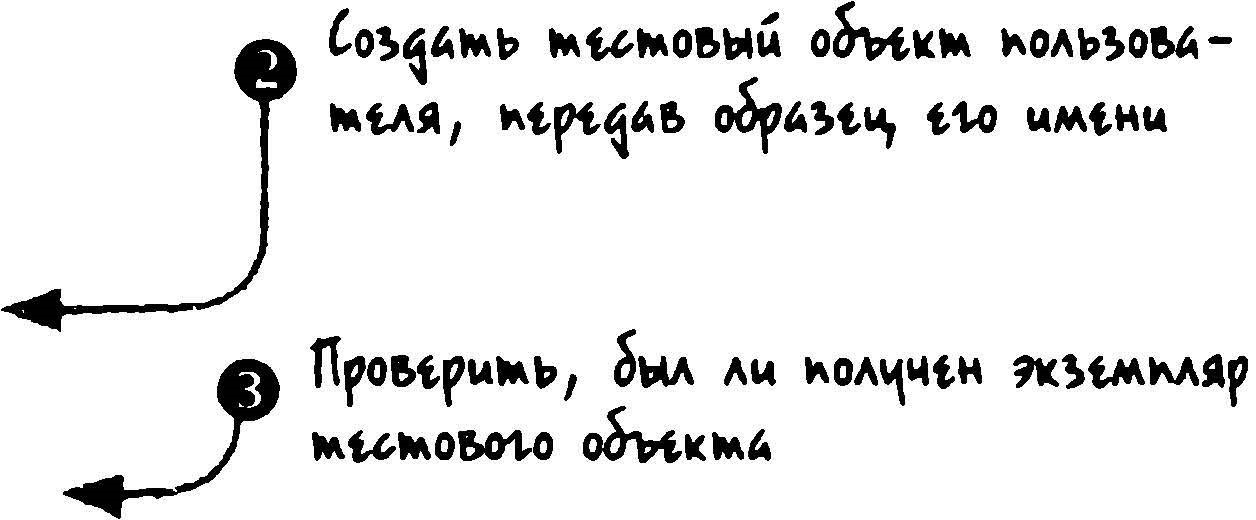 2 Создать тестовый объект пользова-
теля, передав образец его имени
3 Проверить, был ли получен экземпляр
тестового объекта